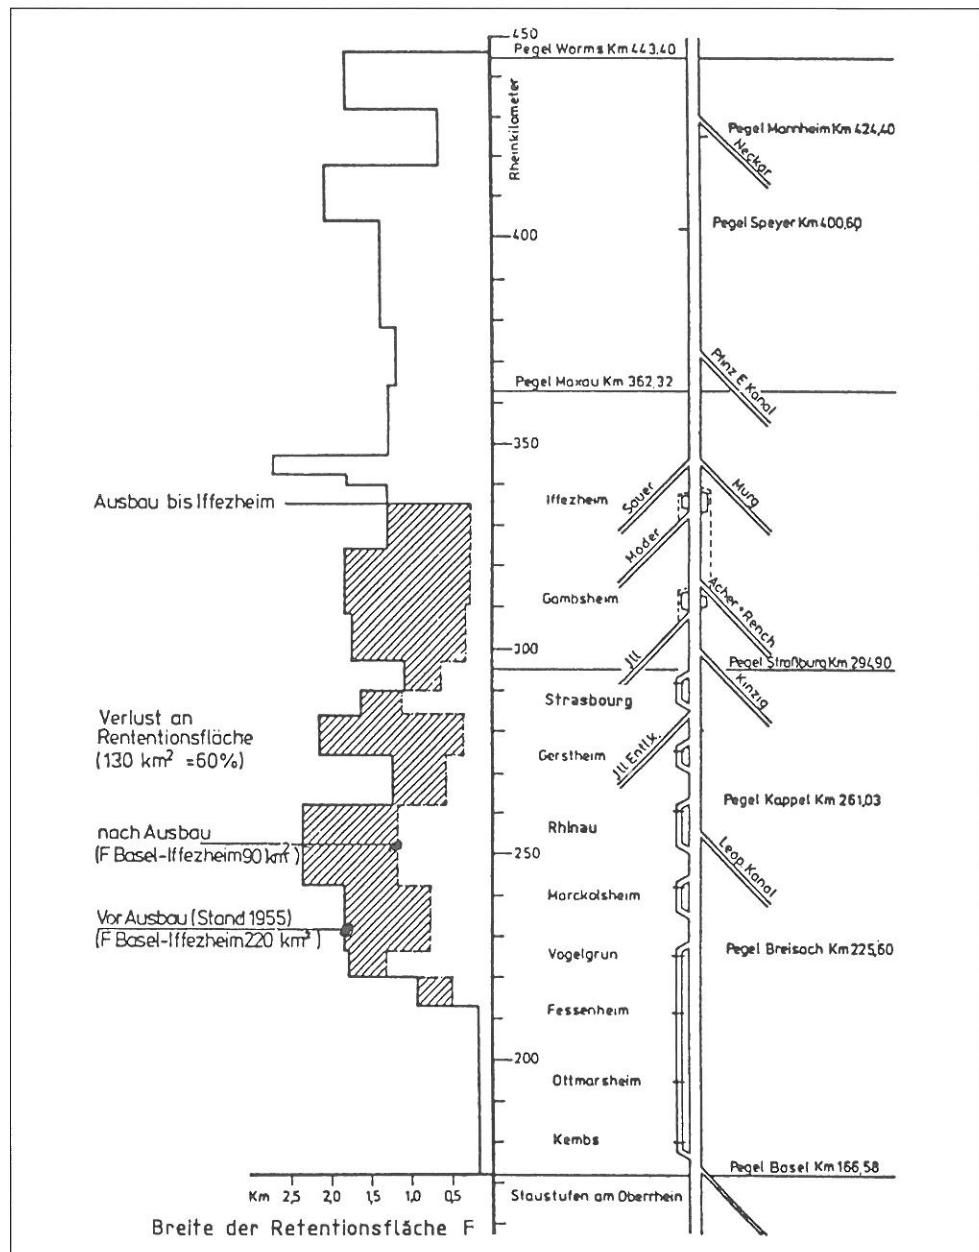 450
Pegel Worms Km 443,40
Rheinkilometer
Pegel Mannheim Km 424,40
Neckar
400
Pegel Speyer Km 400,60
Pfinz E Kanal
Pegel Maxau Km 362,32
350
Ausbau bis Iffezheim
Iffezheim
Sauer
Murg
Moder
Gambsheim
Acher + Rench
300
Jll
Pegel Straßburg Km 294,90
Kinzig
Strasbourg
Verlust an
Rententionsfläche
(130 km² = 60%)
Jll Entlk.
Gerstheim
Pegel Kappel Km 261,03
Rhinau
nach Ausbau
(F Basel-Iffezheim 90 km²)
250
Leop Kanal
Marckolsheim
Vor Ausbau (Stand 1955)
(F Basel-Iffezheim 220 km²)
Vogelgrun
Pegel Breisach Km 225,60
Fessenheim
200
Ottmarsheim
Kembs
Pegel Basel Km 166,58
Km 2,5 2,0 1,5 1,0 0,5
Staustufen am Oberrhein
Breite der Retentionsfläche F